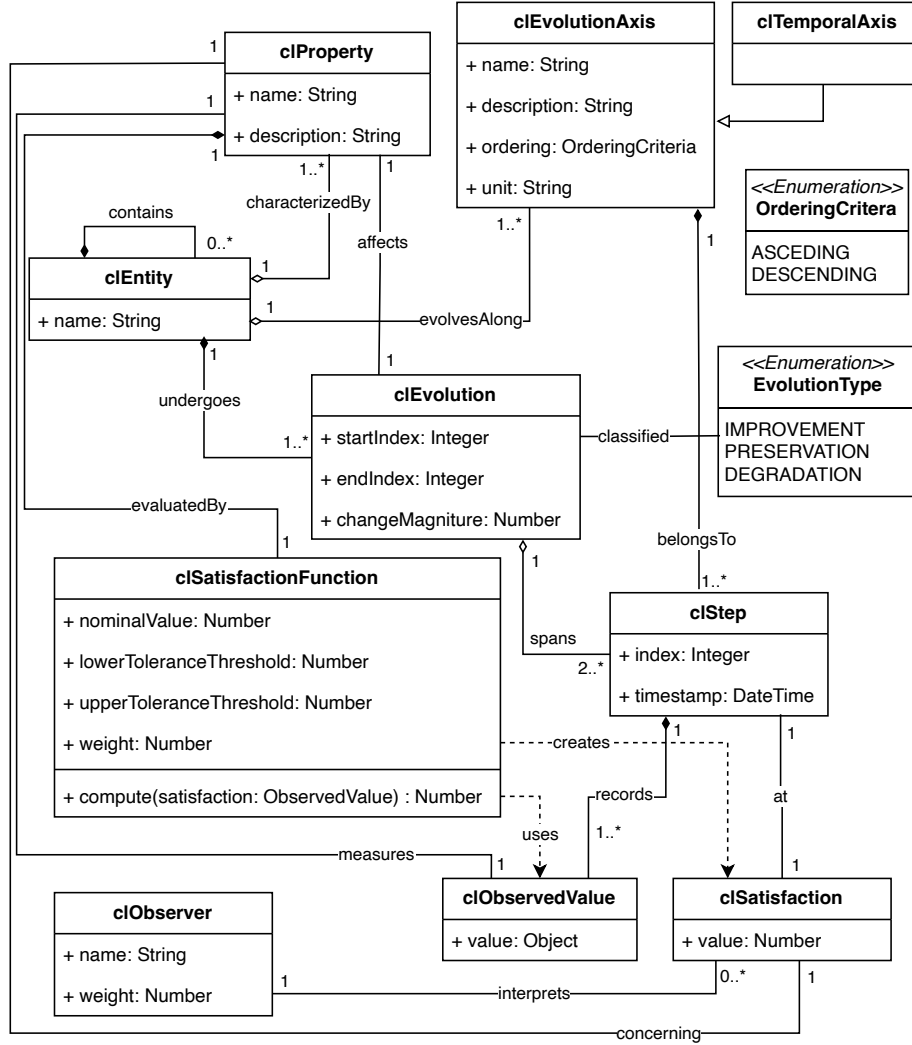 clEvolutionAxis
+ name: String
+ description: String
+ ordering: OrderingCriteria
+ unit: String
clTemporalAxis
1
clProperty
+ name: String
+ description: String
1
1
1..*
1
characterizedBy
affects
1..*
1
<<Enumeration>>
OrderingCritera
ASCEDING
DESCENDING
contains
0..*
clEntity
+ name: String
1
1
evolvesAlong
1
undergoes
1..*
1
clEvolution
+ startIndex: Integer
+ endIndex: Integer
+ changeMagniture: Number
classified
<<Enumeration>>
EvolutionType
IMPROVEMENT
PRESERVATION
DEGRADATION
evaluatedBy
1
1
belongsTo
1..*
clSatisfactionFunction
+ nominalValue: Number
+ lowerToleranceThreshold: Number
+ upperToleranceThreshold: Number
+ weight: Number
+ compute(satisfaction: ObservedValue) : Number
spans
2..*
clStep
+ index: Integer
+ timestamp: DateTime
1
1
creates
records
at
uses
1..*
measures
1
1
clObservedValue
+ value: Object
clSatisfaction
+ value: Number
clObserver
+ name: String
+ weight: Number
1
interprets
0..*
1
concerning